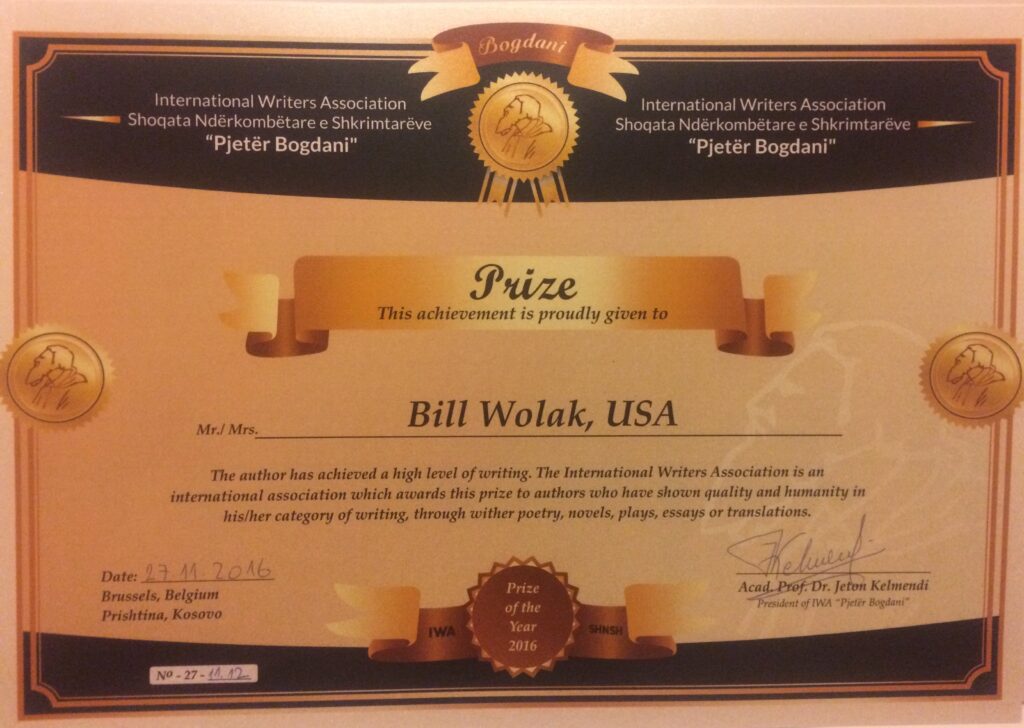 Bogdani
International Writers Association
Shoqata Ndërkombëtare e Shkrimtarëve
"Pjetër Bogdani"
International Writers Association
Shoqata Ndërkombëtare e Shkrimtarëve
"Pjetër Bogdani"
Prize
This achievement is proudly given to
Mr./ Mrs. Bill Wolak, USA
The author has achieved a high level of writing. The International Writers Association is an
international association which awards this prize to authors who have shown quality and humanity in
his/her category of writing, through wither poetry, novels, plays, essays or translations.
Date: 27.11.2016
Brussels, Belgium
Prishtina, Kosovo
JKelmendi
Acad. Prof. Dr. Jeton Kelmendi
President of IWA "Pjetër Bogdani"
IWA
Prize
of the
Year
2016
SHNSH
Nº - 27 - 11.12